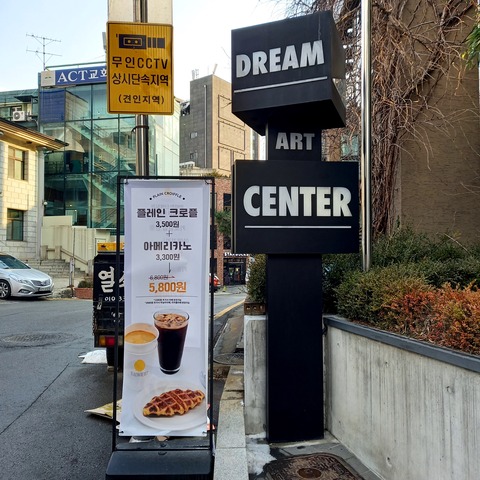 ACT교회
무인CCTV
상시단속지역
(견인지역)
DREAM
ART
CENTER
PLAIN CROFFLE
플레인 크로플
3,500원
+
아메리카노
3,300원
6,800원
5,800원
열